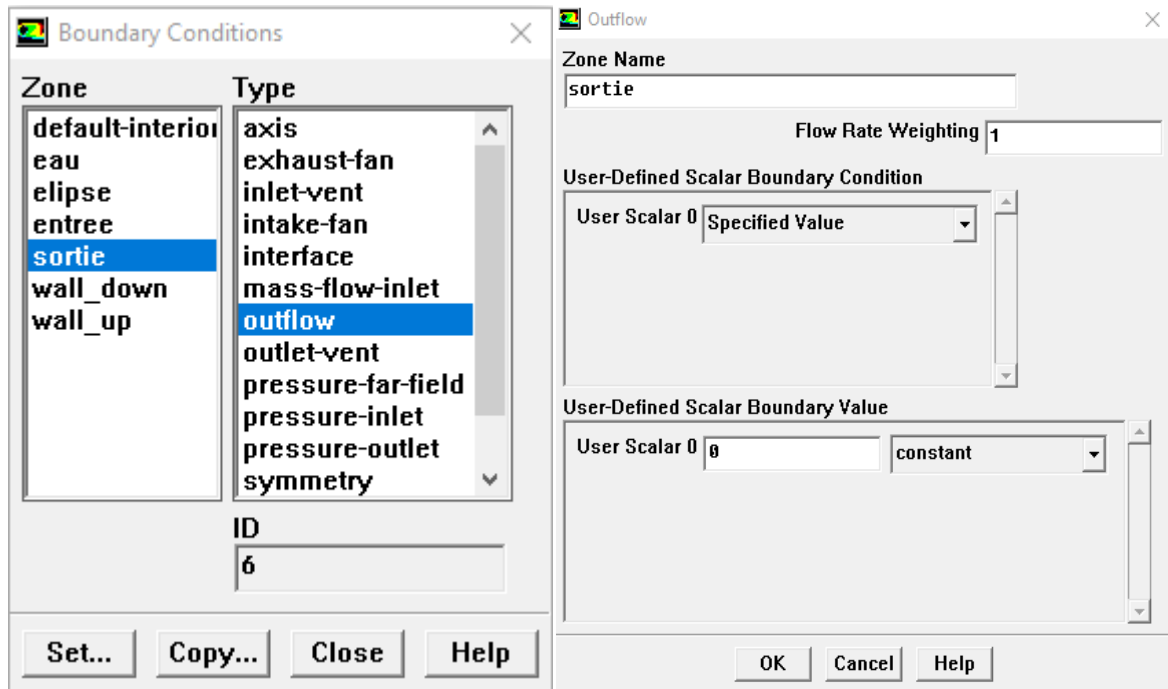 Boundary Conditions
Zone
default-interior
eau
elipse
entree
sortie
wall_down
wall_up
Type
axis
exhaust-fan
inlet-vent
intake-fan
interface
mass-flow-inlet
outflow
outlet-vent
pressure-far-field
pressure-inlet
pressure-outlet
symmetry
ID
6
Set... Copy... Close Help
Outflow
Zone Name
sortie
Flow Rate Weighting 1
User-Defined Scalar Boundary Condition
User Scalar 0 Specified Value
User-Defined Scalar Boundary Value
User Scalar 0 0 constant
OK Cancel Help